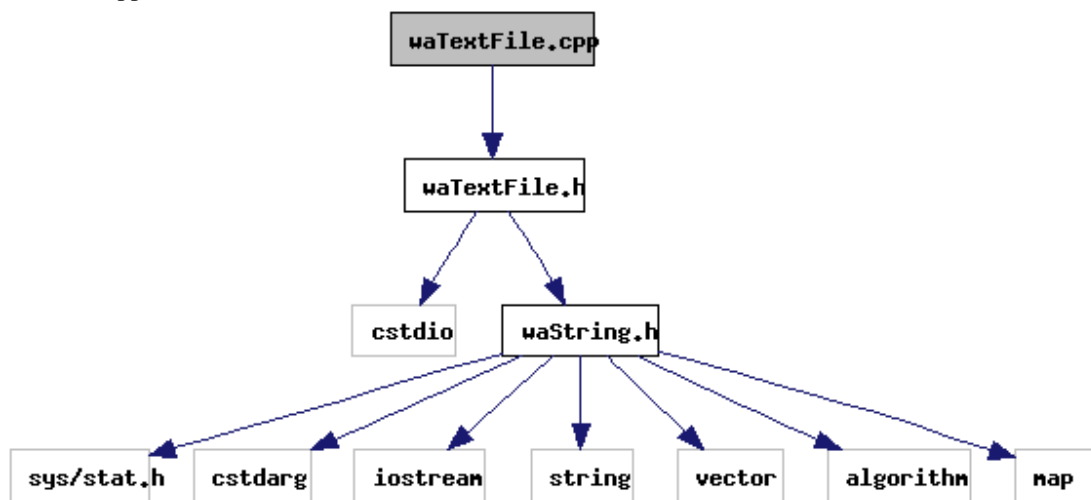 waTextFile.cpp
waTextFile.h
cstdio
waString.h
sys/stat.h
cstdarg
iostream
string
vector
algorithm
map